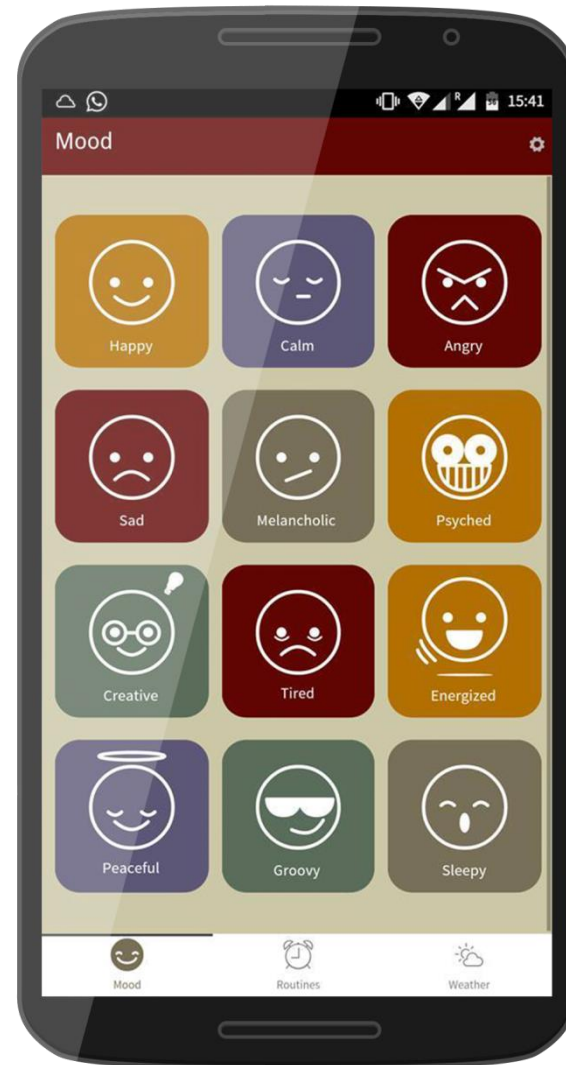 R 15:41
Mood
Happy Calm Angry
Sad Melancholic Psyched
Creative Tired Energized
Peaceful Groovy Sleepy
Mood Routines Weather